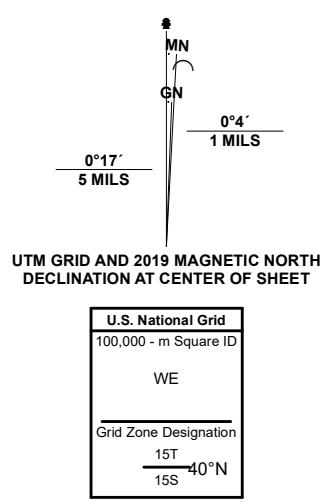 MN
GN
0°4´
1 MILS
0°17´
5 MILS
UTM GRID AND 2019 MAGNETIC NORTH
DECLINATION AT CENTER OF SHEET
U.S. National Grid
100,000 - m Square ID
WE
Grid Zone Designation
15T
40°N
15S